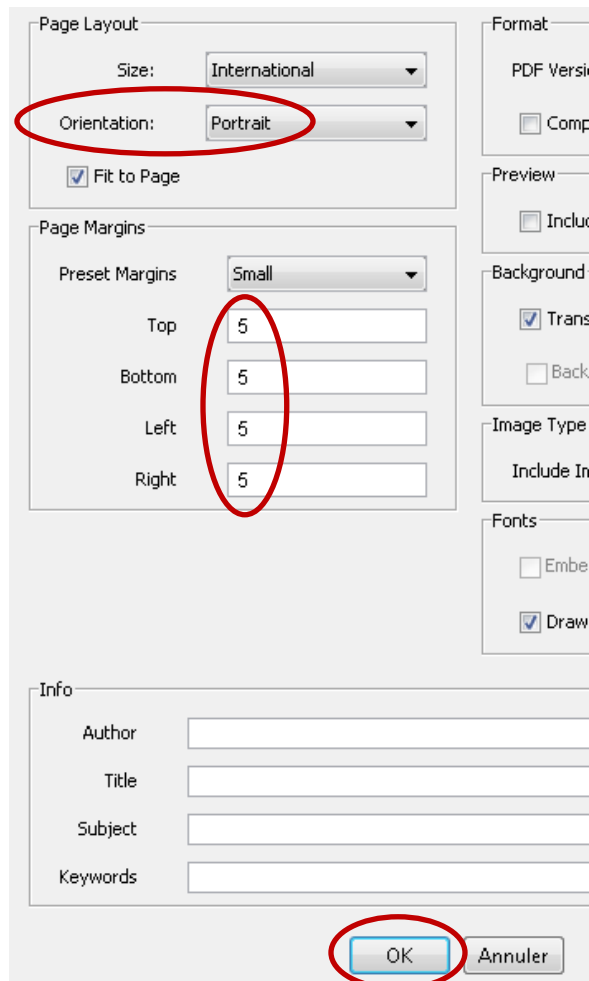 Page Layout
Size: International
Orientation: Portrait
Fit to Page
Page Margins
Preset Margins Small
Top 5
Bottom 5
Left 5
Right 5
Format
PDF Versi
Comp
Preview
Includ
Background
Trans
Back
Image Type
Include In
Fonts
Embe
Draw
Info
Author
Title
Subject
Keywords
OK Annuler